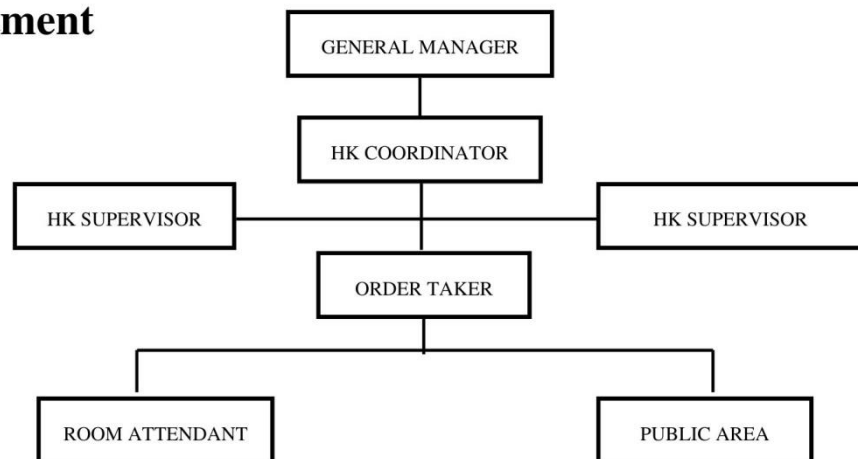 ment
GENERAL MANAGER
HK COORDINATOR
HK SUPERVISOR
HK SUPERVISOR
ORDER TAKER
ROOM ATTENDANT
PUBLIC AREA